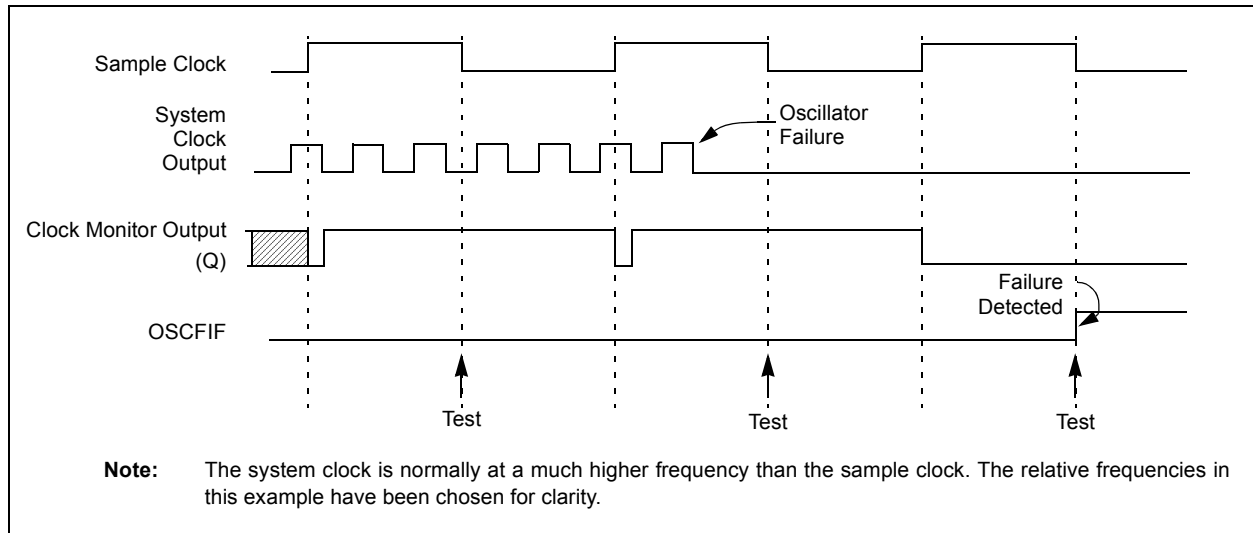 Sample Clock
System
Clock
Output
Oscillator
Failure
Clock Monitor Output
(Q)
Failure
Detected
OSCFIF
Test
Test
Test
Note: The system clock is normally at a much higher frequency than the sample clock. The relative frequencies in
this example have been chosen for clarity.